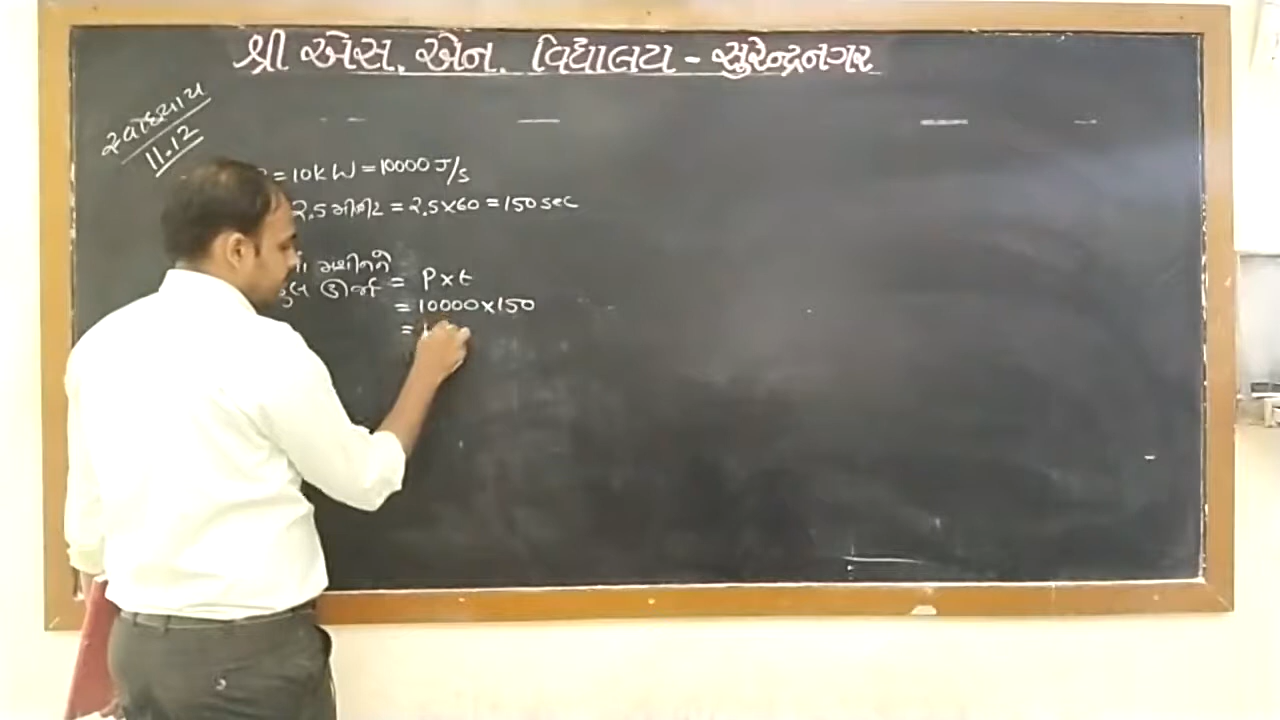 શ્રી એસ. એન. વિદ્યાલય - સુરેન્દ્રનગર
સ્વાધ્યાય
11.12
= 10kW = 10000 J/s
2.5 મીનીટ = 2.5×60 = 150 sec
મશીનને
કુલ ઊર્જા = P×t
= 10000×150
=